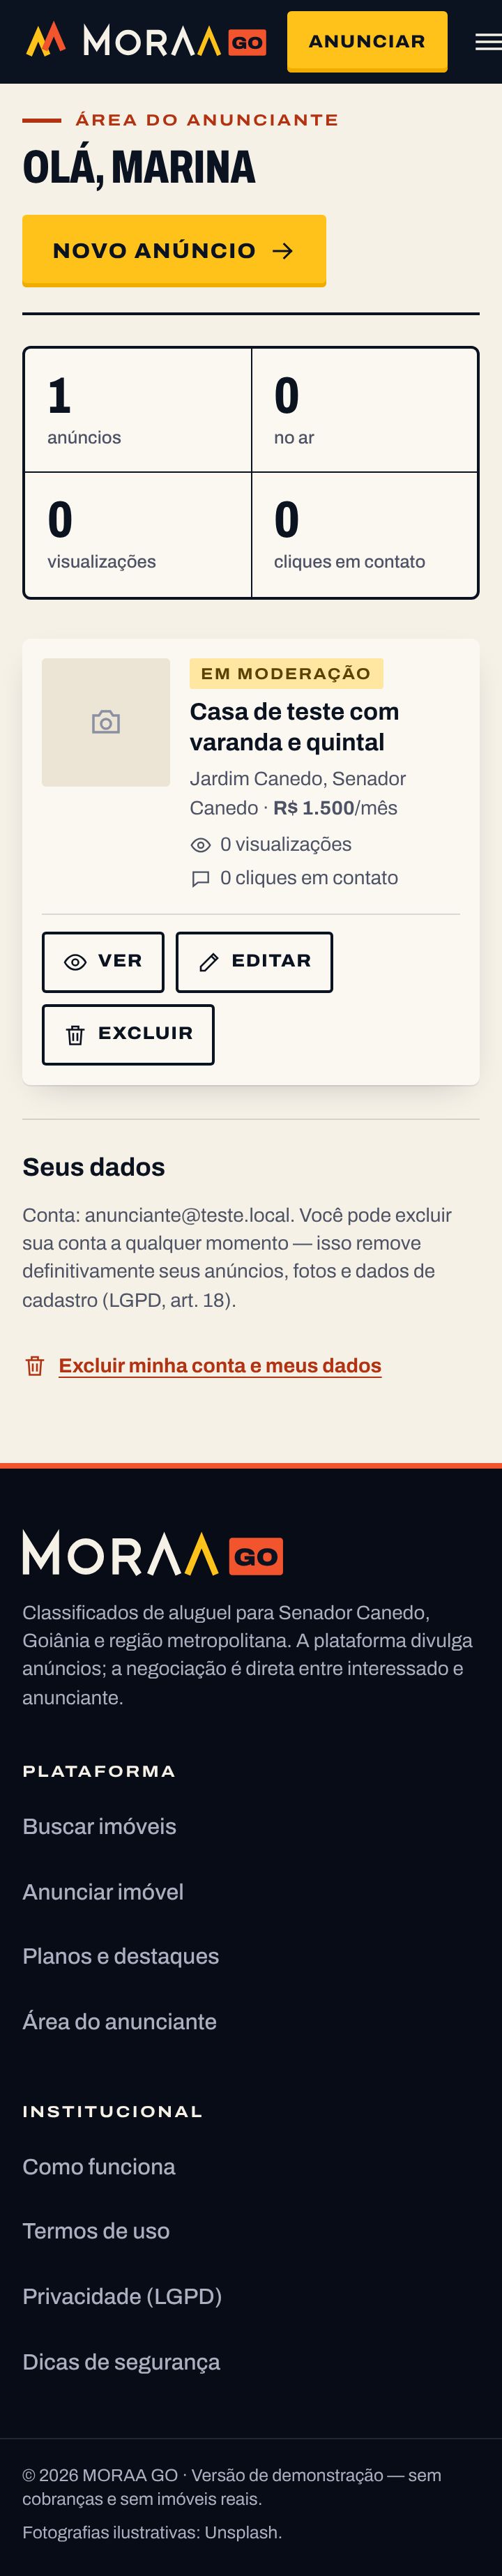 MORAA GO
ANUNCIAR
ÁREA DO ANUNCIANTE
OLÁ, MARINA
NOVO ANÚNCIO →
1
anúncios
0
no ar
0
visualizações
0
cliques em contato
EM MODERAÇÃO
Casa de teste com
varanda e quintal
Jardim Canedo, Senador
Canedo · R$ 1.500/mês
0 visualizações
0 cliques em contato
VER
EDITAR
EXCLUIR
Seus dados
Conta: anunciante@teste.local. Você pode excluir
sua conta a qualquer momento — isso remove
definitivamente seus anúncios, fotos e dados de
cadastro (LGPD, art. 18).
Excluir minha conta e meus dados
MORAA GO
Classificados de aluguel para Senador Canedo,
Goiânia e região metropolitana. A plataforma divulga
anúncios; a negociação é direta entre interessado e
anunciante.
PLATAFORMA
Buscar imóveis
Anunciar imóvel
Planos e destaques
Área do anunciante
INSTITUCIONAL
Como funciona
Termos de uso
Privacidade (LGPD)
Dicas de segurança
© 2026 MORAA GO · Versão de demonstração — sem
cobranças e sem imóveis reais.
Fotografias ilustrativas: Unsplash.